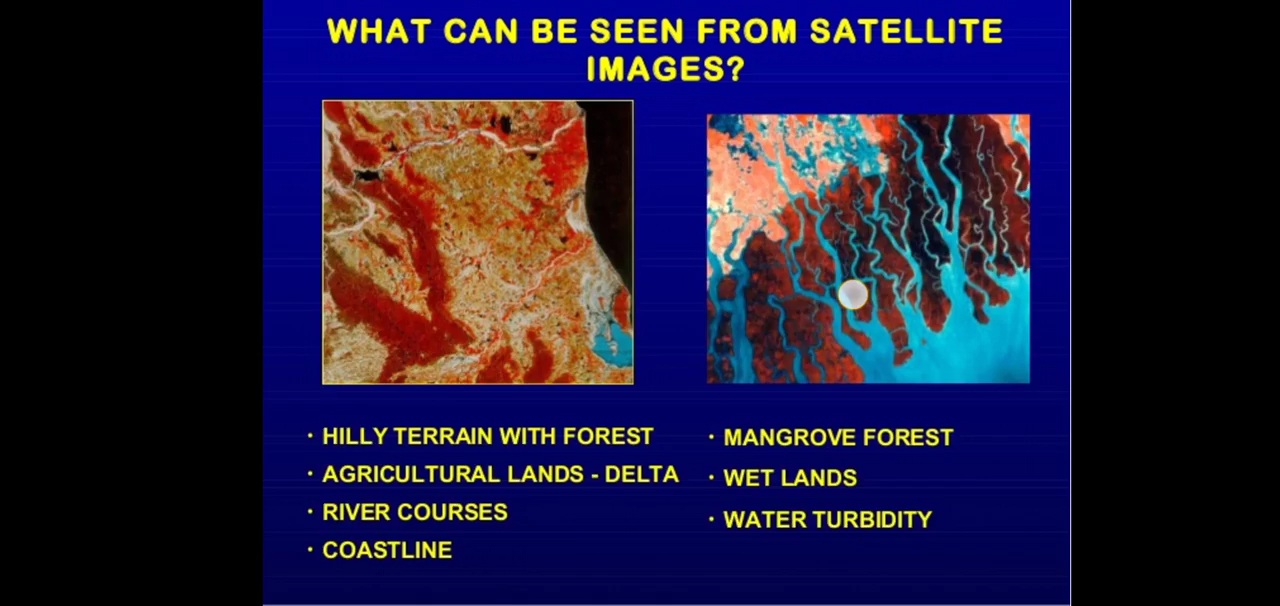 WHAT CAN BE SEEN FROM SATELLITE
IMAGES?
· HILLY TERRAIN WITH FOREST
· AGRICULTURAL LANDS - DELTA
· RIVER COURSES
· COASTLINE
· MANGROVE FOREST
· WET LANDS
· WATER TURBIDITY